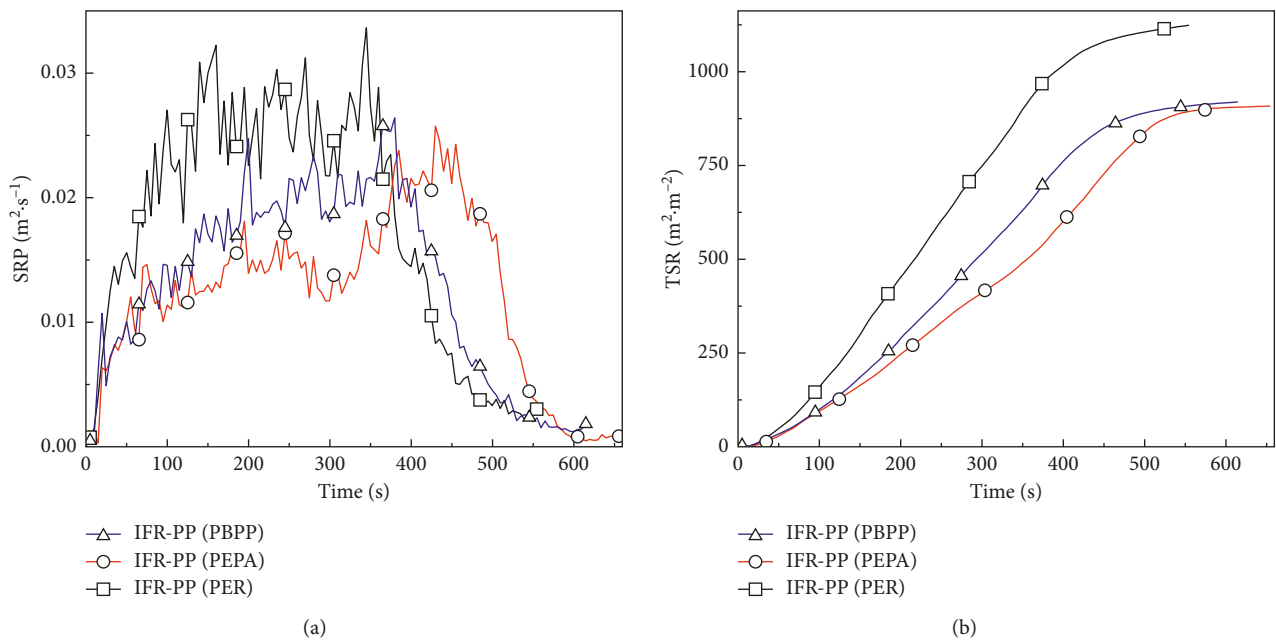 SRP (m²·s⁻¹)
0.03
0.02
0.01
0.00
0 100 200 300 400 500 600
Time (s)
IFR-PP (PBPP)
IFR-PP (PEPA)
IFR-PP (PER)
(a)
TSR (m²·m⁻²)
1000
750
500
250
0
0 100 200 300 400 500 600
Time (s)
IFR-PP (PBPP)
IFR-PP (PEPA)
IFR-PP (PER)
(b)